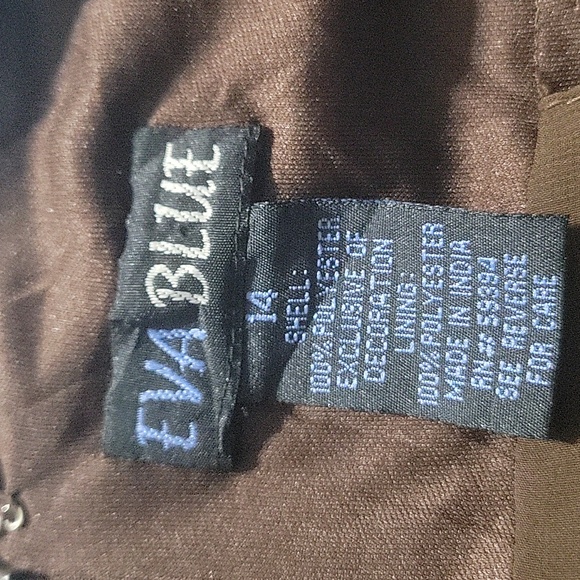 EVA BLUE
14
SHELL:
100% POLYESTER
EXCLUSIVE OF
DECORATION
LINING:
100% POLYESTER
MADE IN INDIA
RN# 55384
SEE REVERSE
FOR CARE